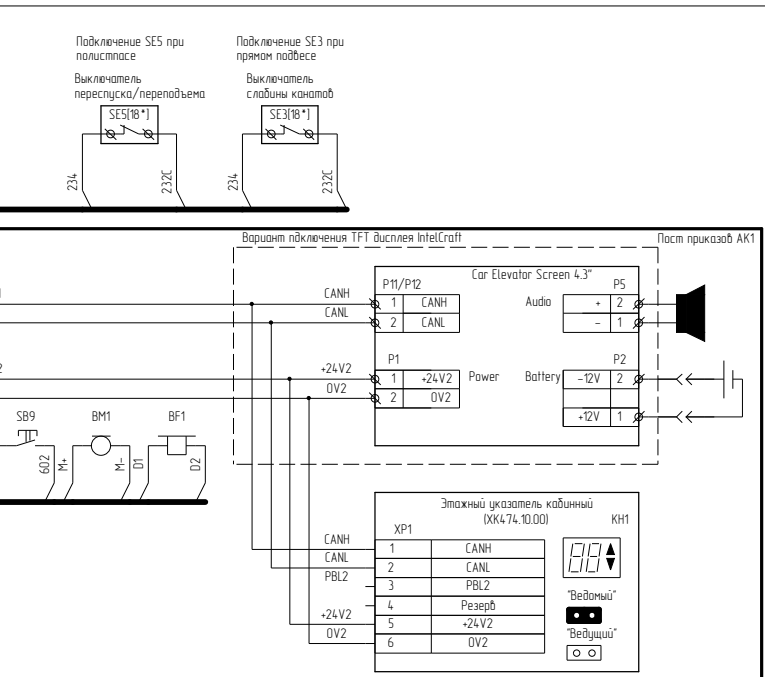 Подключение SE5 при
полиспасе
Подключение SE3 при
прямом подвесе
Выключатель
переспуска/переподъема
Выключатель
слабины канатов
SE5[18*]
SE3[18*]
234
232C
234
232C
Вариант пдключения TFT дисплея IntelCraft
Пост приказов АК1
Car Elevator Screen 4.3"
P11/P12
P5
CANH
1 CANH
Audio
+ 2
CANL
2 CANL
– 1
P1
P2
+24V2
1 +24V2
Power
Battery
–12V 2
0V2
2 0V2
+12V 1
SB9
BM1
BF1
602
M+
M–
D1
D2
Этажный указатель кабинный
(ХК474.10.00)
KH1
XP1
CANH
1 CANH
CANL
2 CANL
PBL2
3 PBL2
4 Резерв
"Ведомый"
+24V2
5 +24V2
0V2
6 0V2
"Ведущий"